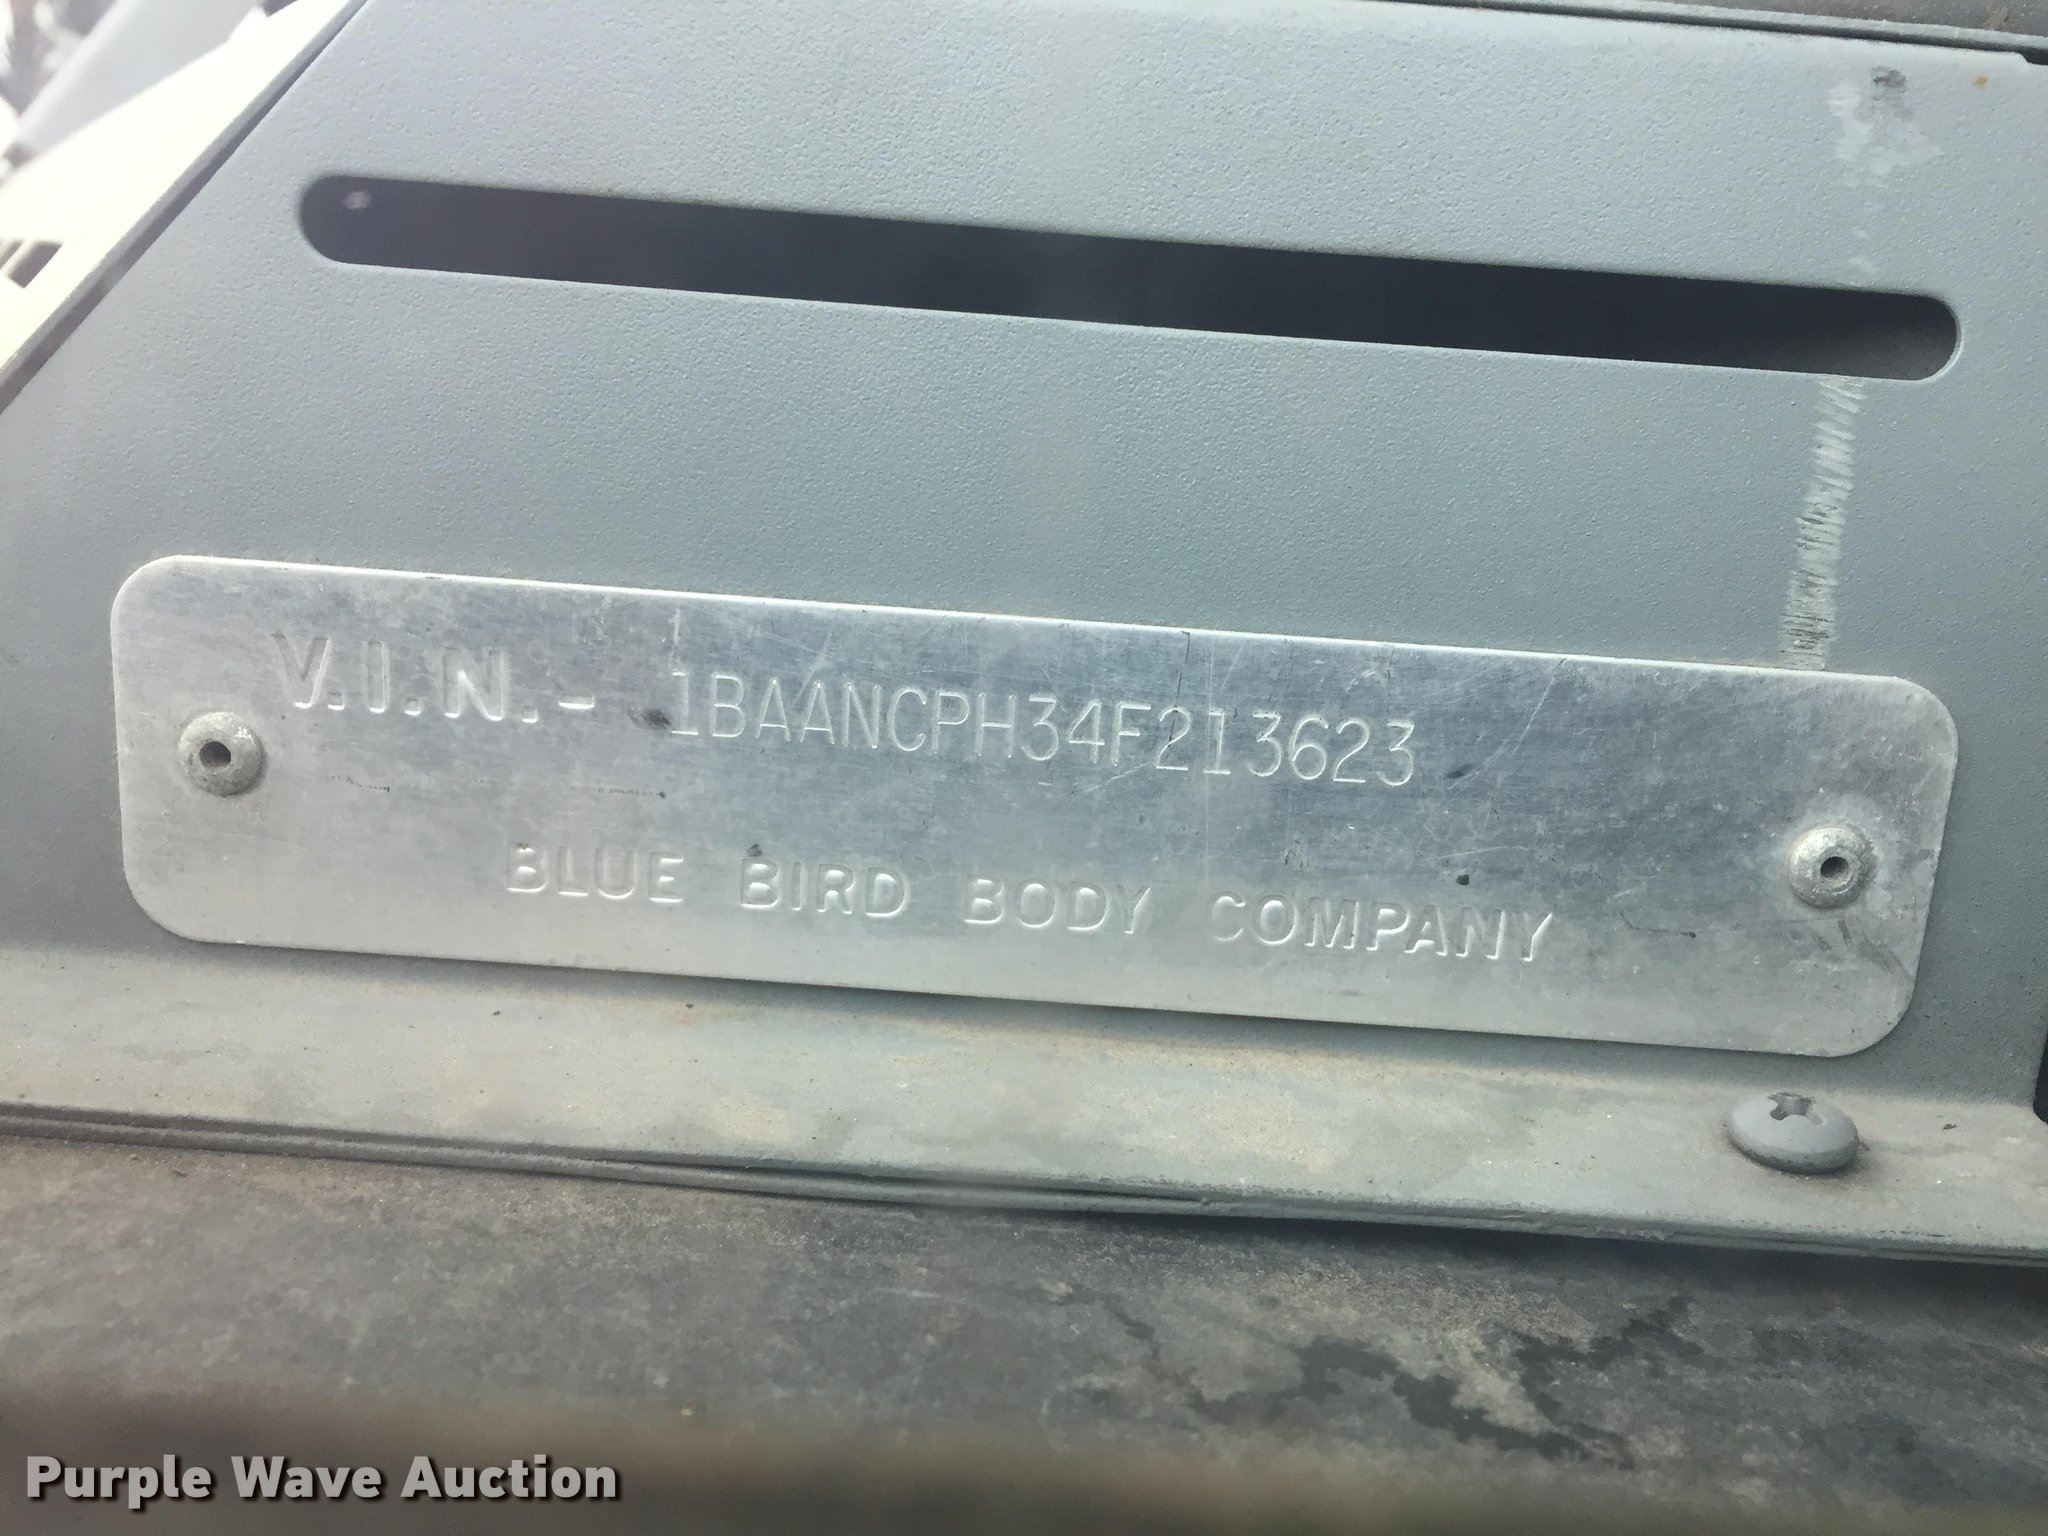 V.I.N.- 1BAANCPH34F213623
BLUE BIRD BODY COMPANY
Purple Wave Auction